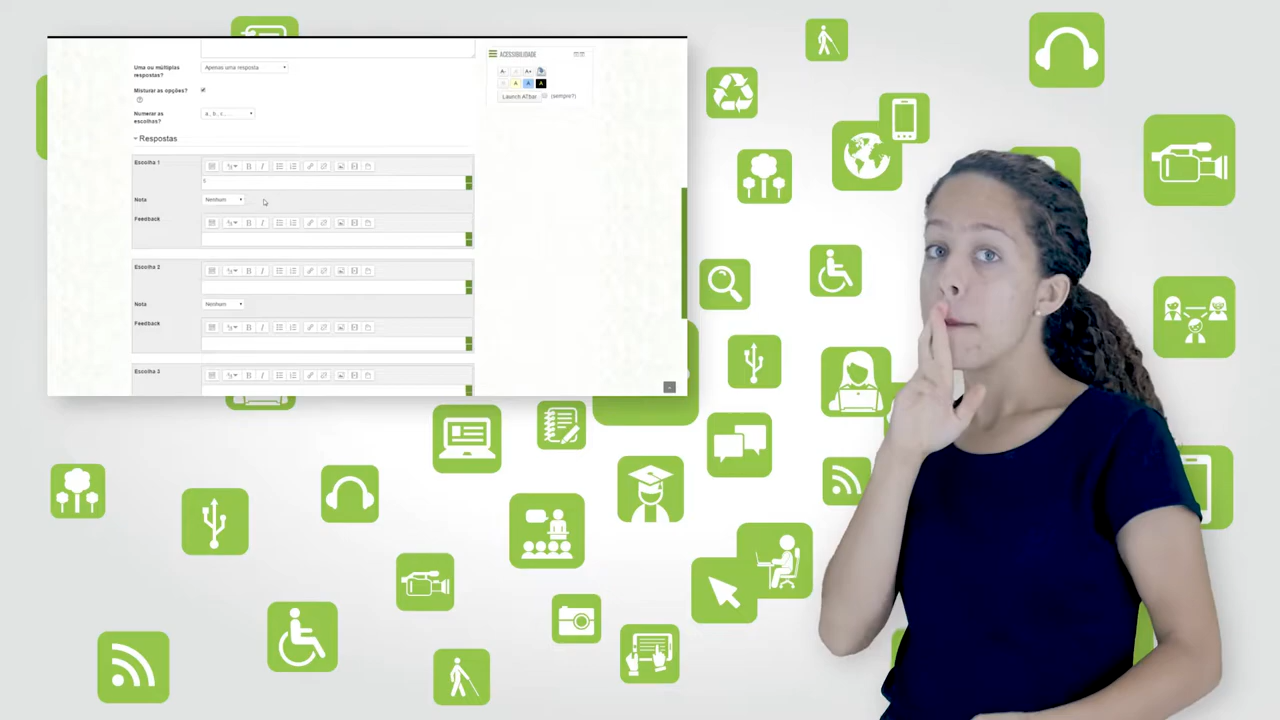 Uma ou múltiplas
respostas?
Apenas uma resposta
Misturar as opções?
Numerar as
escolhas?
a., b., c., ...
Respostas
Escolha 1
Nota
Nenhum
Feedback
Escolha 2
Nota
Nenhum
Feedback
Escolha 3
ACESSIBILIDADE
A- A A+
A A A
Launch ATbar (sempre?)